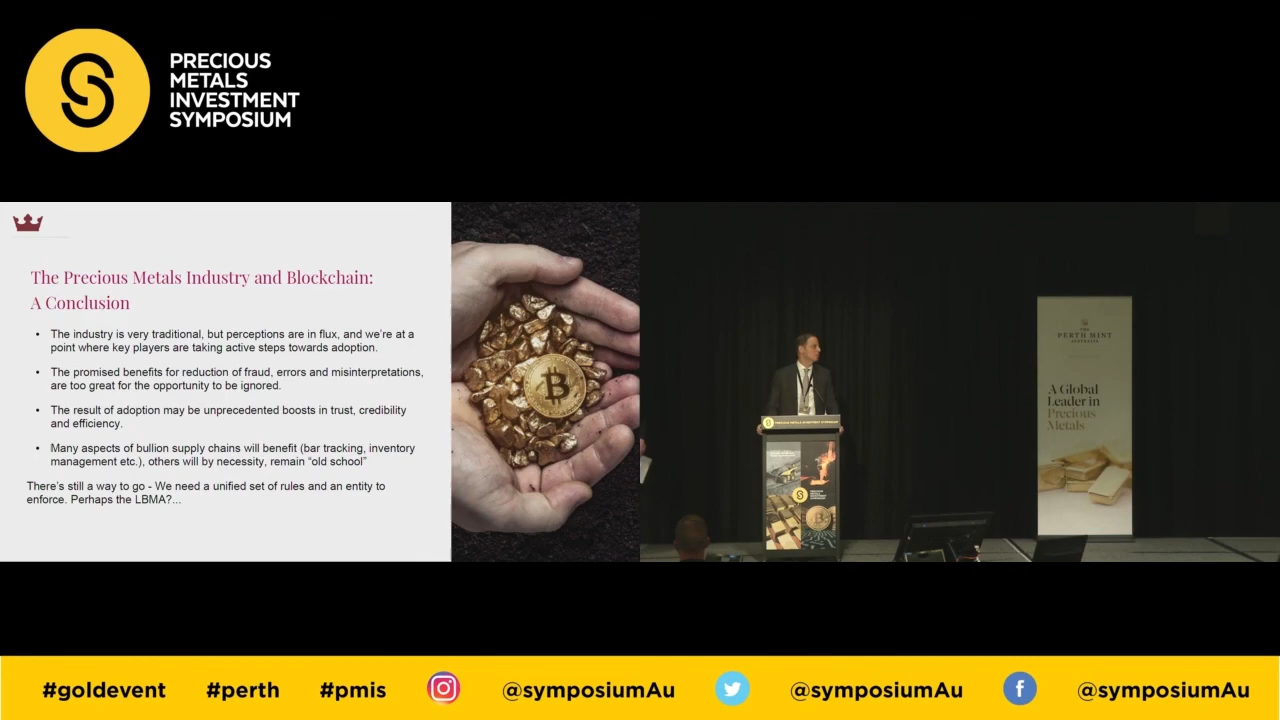 PRECIOUS
METALS
INVESTMENT
SYMPOSIUM
The Precious Metals Industry and Blockchain:
A Conclusion
• The industry is very traditional, but perceptions are in flux, and we're at a
point where key players are taking active steps towards adoption.
• The promised benefits for reduction of fraud, errors and misinterpretations,
are too great for the opportunity to be ignored.
• The result of adoption may be unprecedented boosts in trust, credibility
and efficiency.
• Many aspects of bullion supply chains will benefit (bar tracking, inventory
management etc.), others will by necessity, remain "old school"
There's still a way to go - We need a unified set of rules and an entity to
enforce. Perhaps the LBMA?...
PRECIOUS METALS INVESTMENT SYMPOSIUM
THE
PERTH MINT
AUSTRALIA
A Global
Leader in
Precious
Metals
#goldevent #perth #pmis @symposiumAu @symposiumAu @symposiumAu